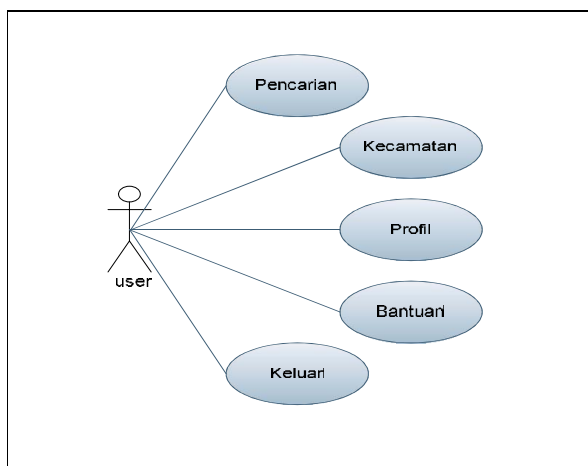 Pencarian
Kecamatan
Profil
user
Bantuan
Keluar